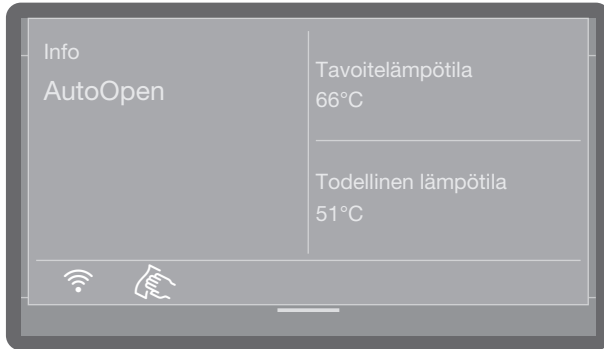 Info
AutoOpen
Tavoitelämpötila
66°C
Todellinen lämpötila
51°C